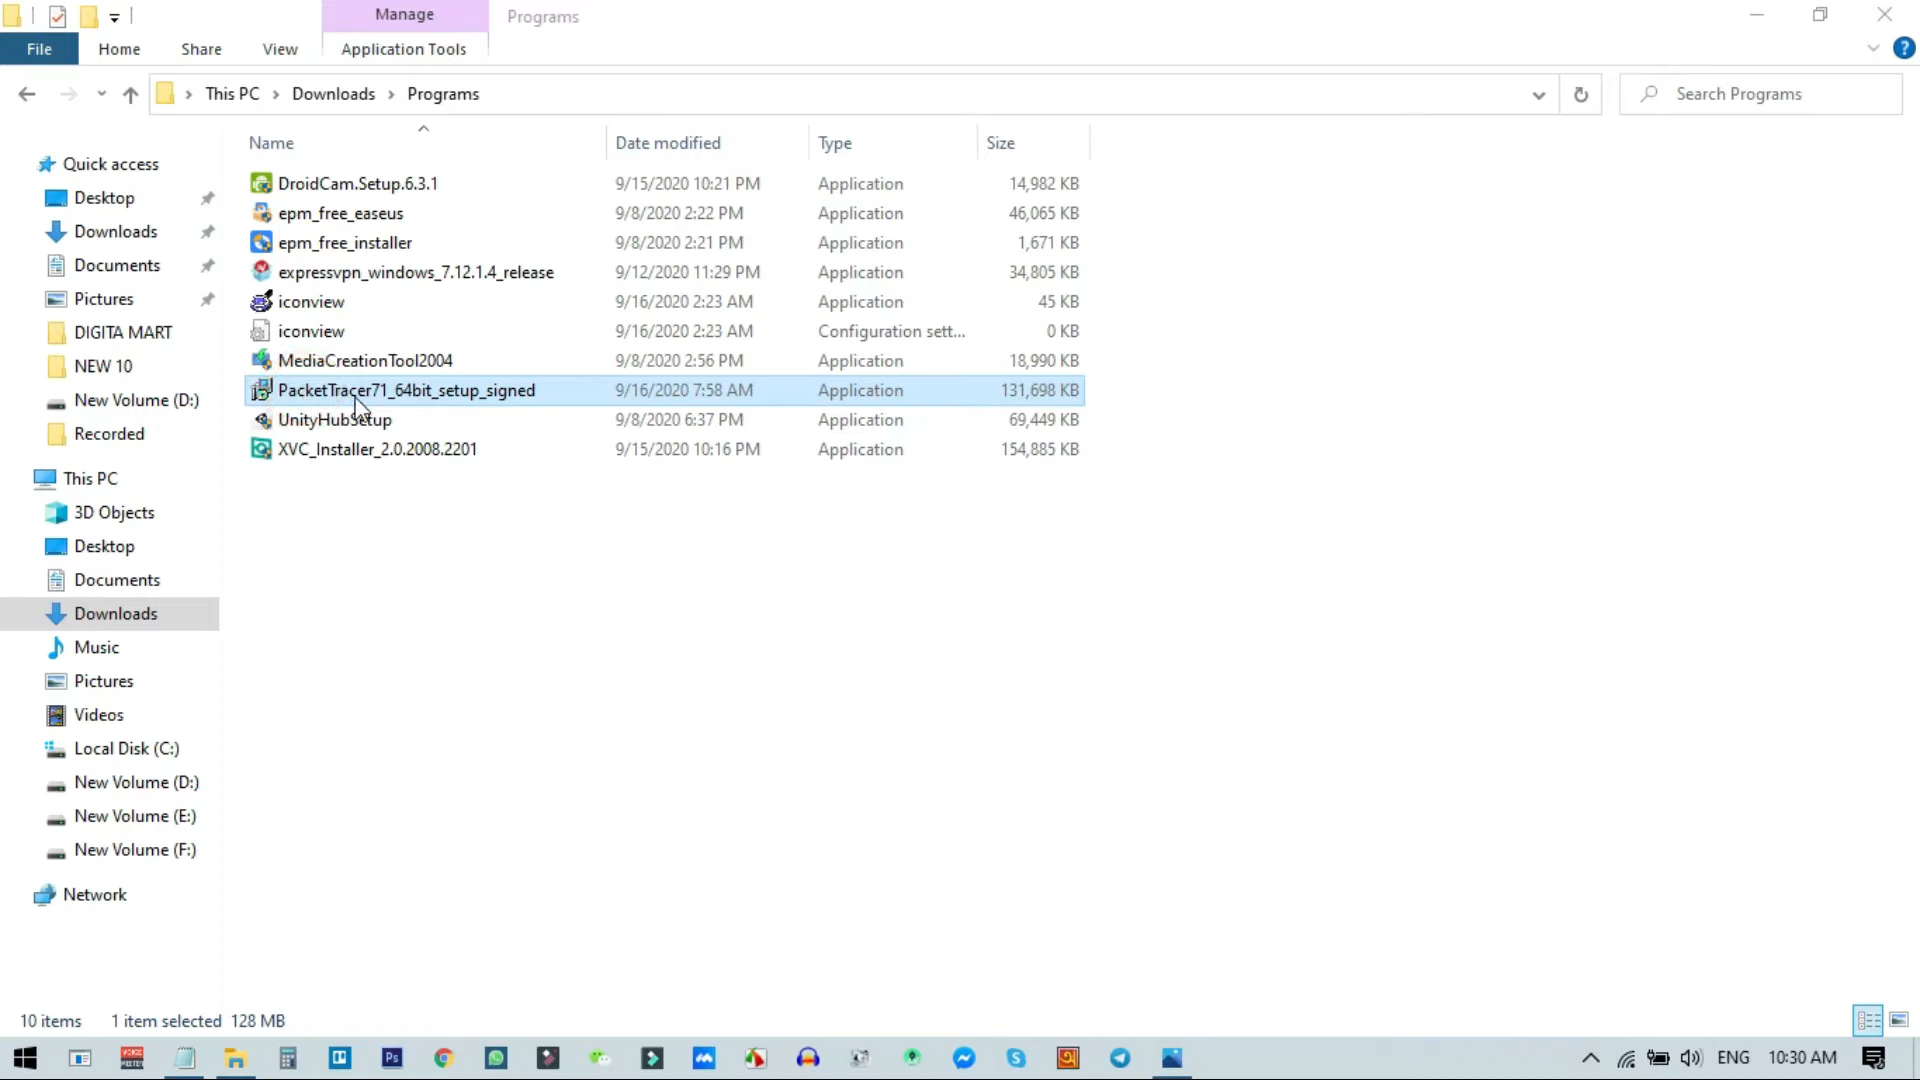 Manage
Programs
File
Home
Share
View
Application Tools
This PC
Downloads
Programs
Search Programs
Name
Date modified
Type
Size
Quick access
Desktop
Downloads
Documents
Pictures
DIGITA MART
NEW 10
New Volume (D:)
Recorded
This PC
3D Objects
Desktop
Documents
Downloads
Music
Pictures
Videos
Local Disk (C:)
New Volume (D:)
New Volume (E:)
New Volume (F:)
Network
DroidCam.Setup.6.3.1 9/15/2020 10:21 PM Application 14,982 KB
epm_free_easeus 9/8/2020 2:22 PM Application 46,065 KB
epm_free_installer 9/8/2020 2:21 PM Application 1,671 KB
expressvpn_windows_7.12.1.4_release 9/12/2020 11:29 PM Application 34,805 KB
iconview 9/16/2020 2:23 AM Application 45 KB
iconview 9/16/2020 2:23 AM Configuration sett... 0 KB
MediaCreationTool2004 9/8/2020 2:56 PM Application 18,990 KB
PacketTracer71_64bit_setup_signed 9/16/2020 7:58 AM Application 131,698 KB
UnityHubSetup 9/8/2020 6:37 PM Application 69,449 KB
XVC_Installer_2.0.2008.2201 9/15/2020 10:16 PM Application 154,885 KB
10 items 1 item selected 128 MB
Ps
ENG
10:30 AM